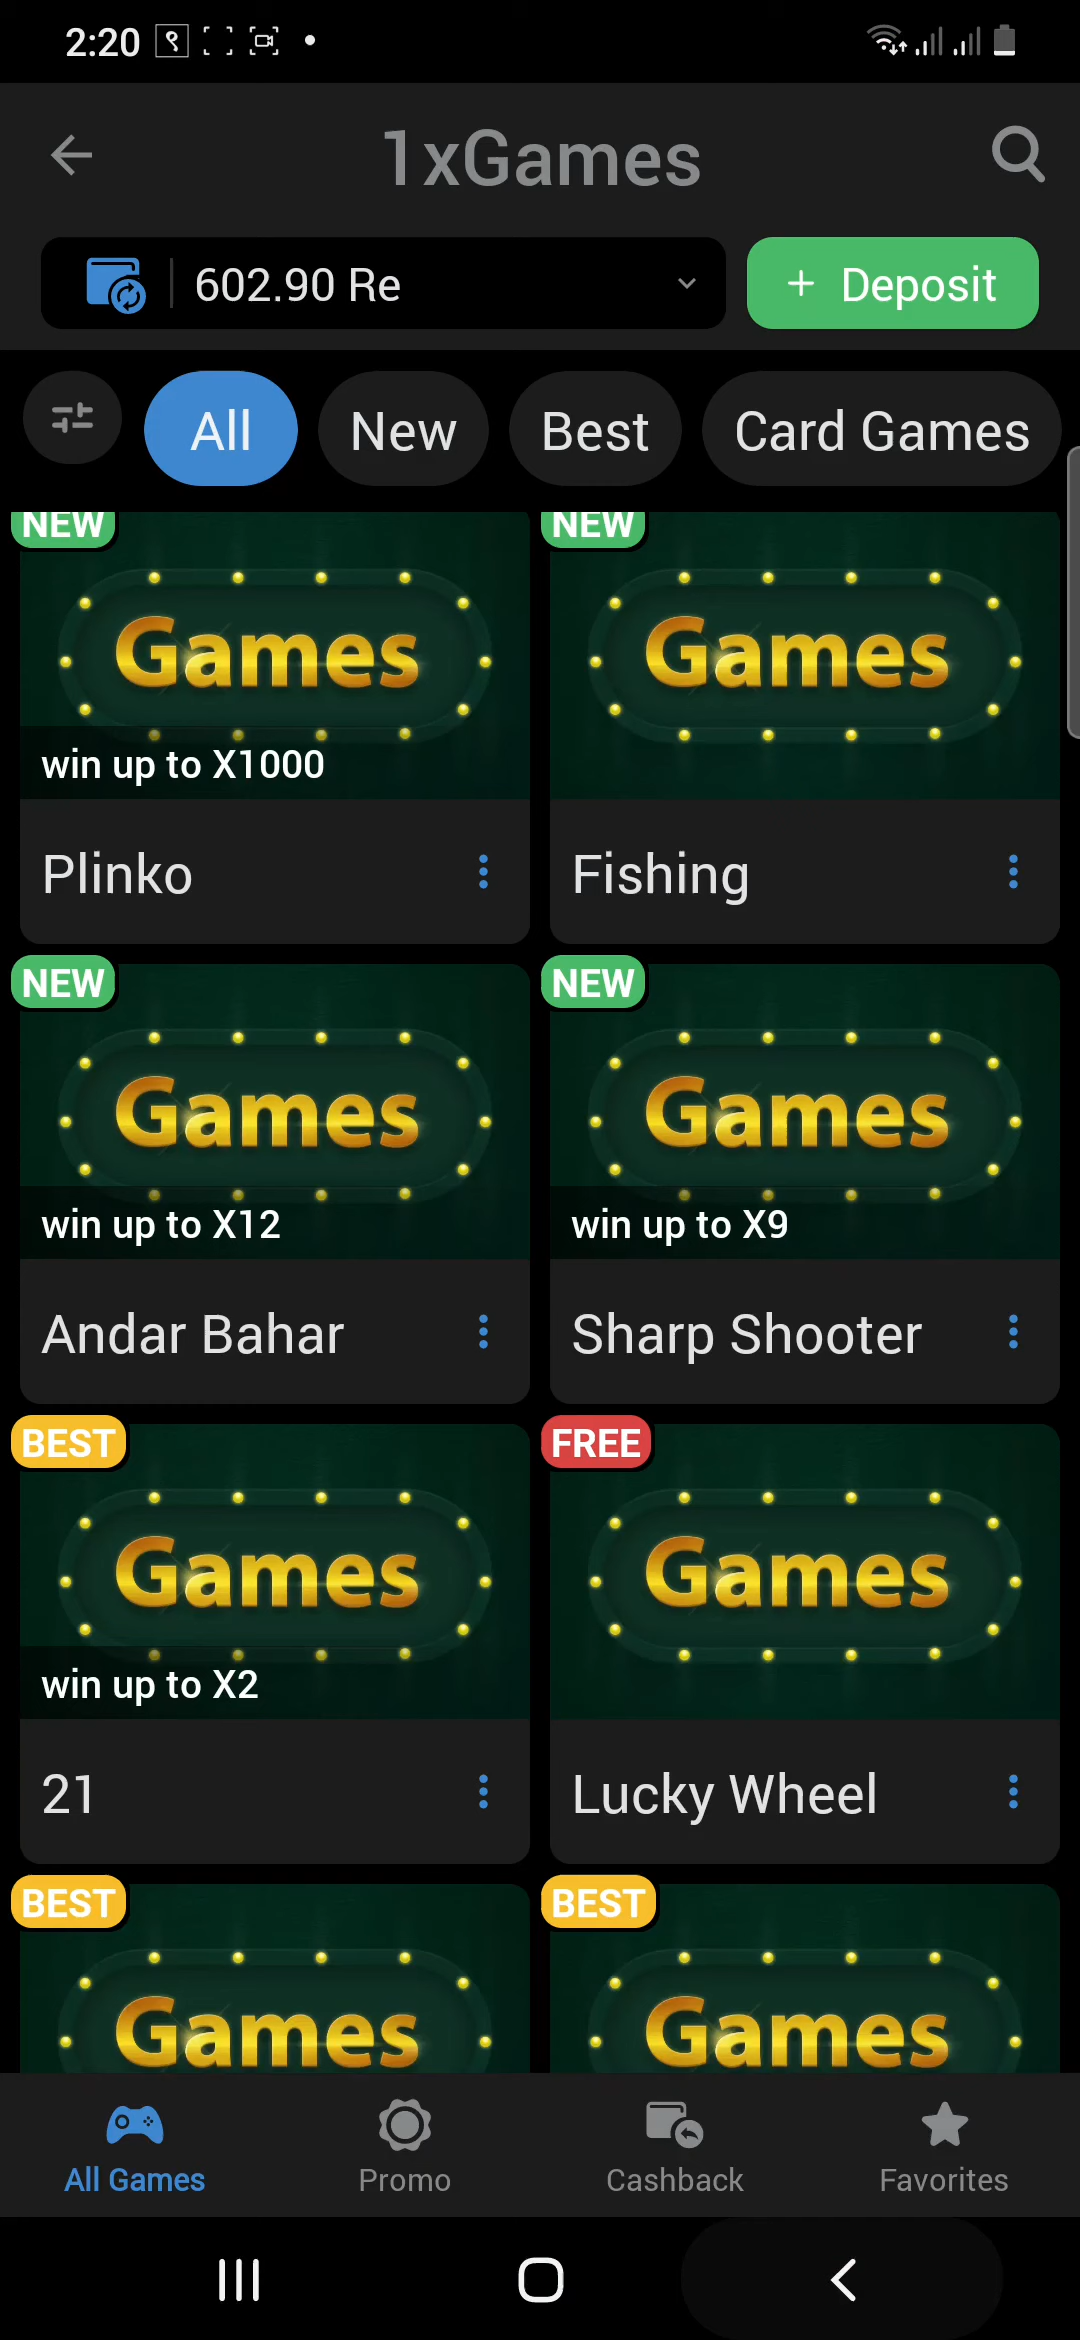 2:20
1xGames
602.90 Re
+ Deposit
All New Best Card Games
NEW NEW
Games Games
win up to X1000
Plinko Fishing
NEW NEW
Games Games
win up to X12 win up to X9
Andar Bahar Sharp Shooter
BEST FREE
Games Games
win up to X2
21 Lucky Wheel
BEST BEST
Games Games
All Games Promo Cashback Favorites